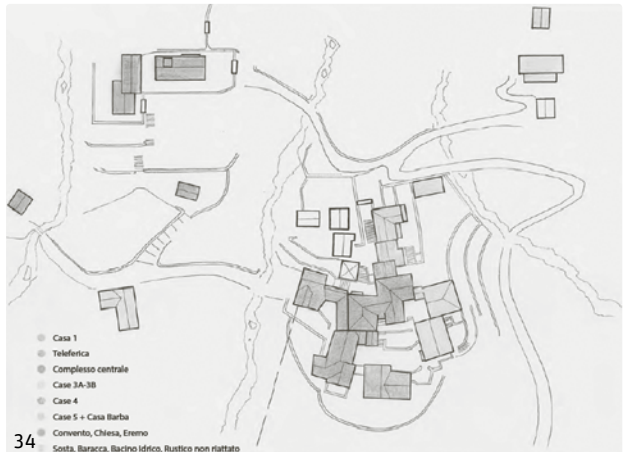 Casa 1
Teleferica
Complesso centrale
Case 3A-3B
Case 4
Case 5 + Casa Barba
Convento, Chiesa, Eremo
34
Sosta, Baracca, Bacino Idrico, Rustico non riattato